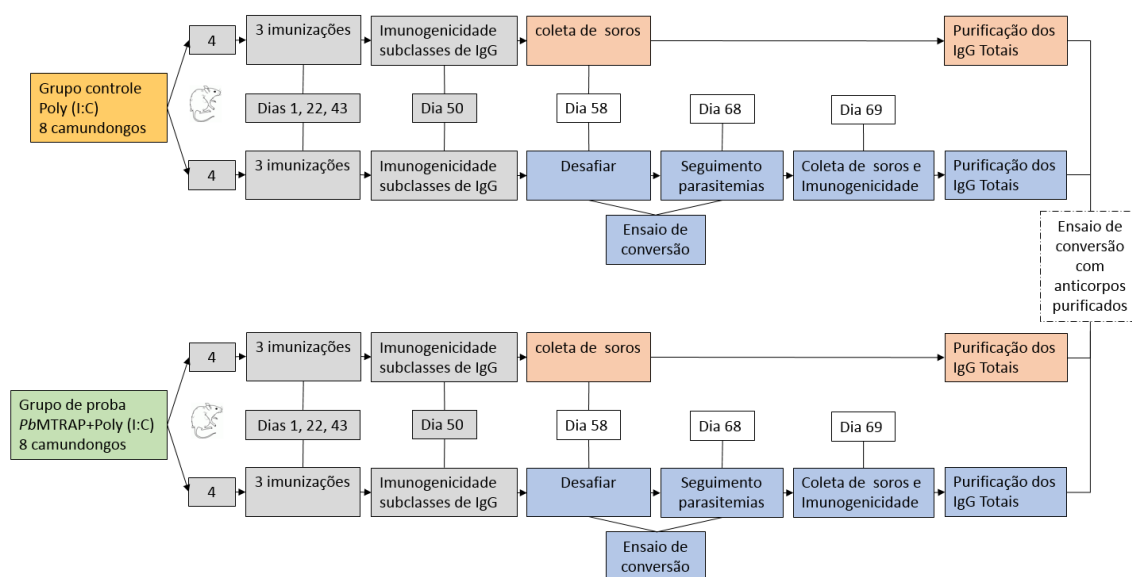 4
3 imunizações
Imunogenicidade
subclasses de IgG
coleta de soros
Purificação dos
IgG Totais
Grupo controle
Poly (I:C)
8 camundongos
Dias 1, 22, 43
Dia 50
Dia 58
Dia 68
Dia 69
4
3 imunizações
Imunogenicidade
subclasses de IgG
Desafiar
Seguimento
parasitemias
Coleta de soros e
Imunogenicidade
Purificação dos
IgG Totais
Ensaio de
conversão
Ensaio de
conversão
com
anticorpos
purificados
4
3 imunizações
Imunogenicidade
subclasses de IgG
coleta de soros
Purificação dos
IgG Totais
Grupo de proba
PbMTRAP+Poly (I:C)
8 camundongos
Dias 1, 22, 43
Dia 50
Dia 58
Dia 68
Dia 69
4
3 imunizações
Imunogenicidade
subclasses de IgG
Desafiar
Seguimento
parasitemias
Coleta de soros e
Imunogenicidade
Purificação dos
IgG Totais
Ensaio de
conversão